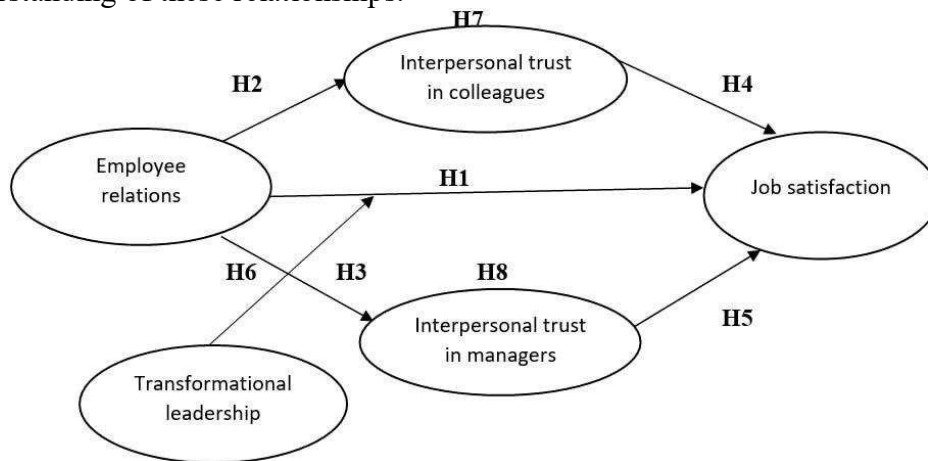 H7
Interpersonal trust
in colleagues
H2
H4
Employee
relations
H1
Job satisfaction
H6
H3
H8
Interpersonal trust
in managers
H5
Transformational
leadership